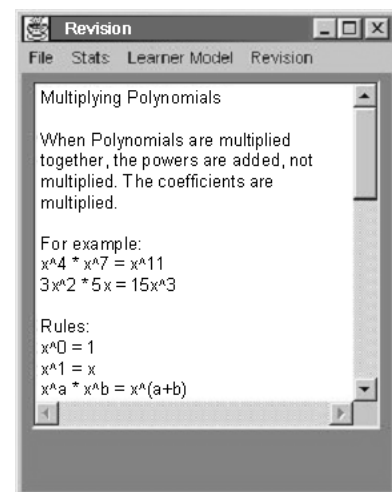 Revision
File Stats Learner Model Revision
Multiplying Polynomials
When Polynomials are multiplied
together, the powers are added, not
multiplied. The coefficients are
multiplied.
For example:
x^4 * x^7 = x^11
3x^2 * 5x = 15x^3
Rules:
x^0 = 1
x^1 = x
x^a * x^b = x^(a+b)